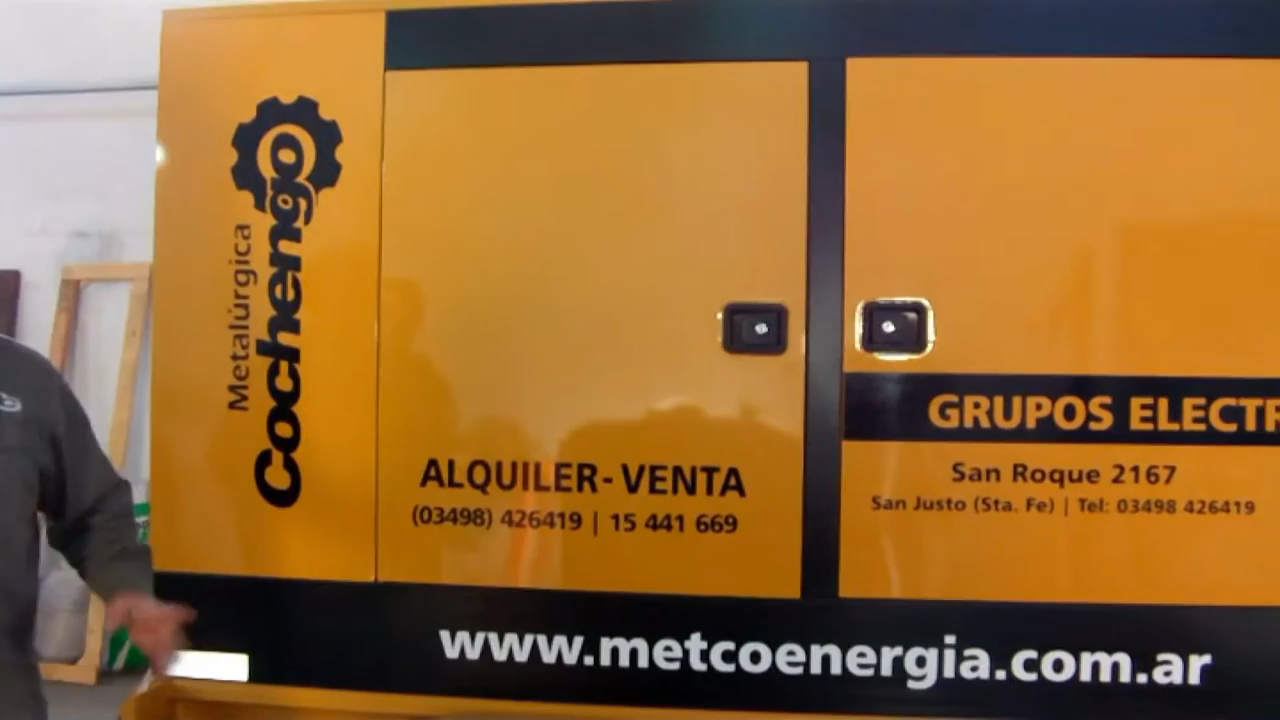 Metalúrgica
Cochengo
ALQUILER - VENTA
(03498) 426419 | 15 441 669
GRUPOS
San Roque 2167
San Justo (Sta. Fe) | Tel: 03498 426419
www.metcoenergia.com.ar